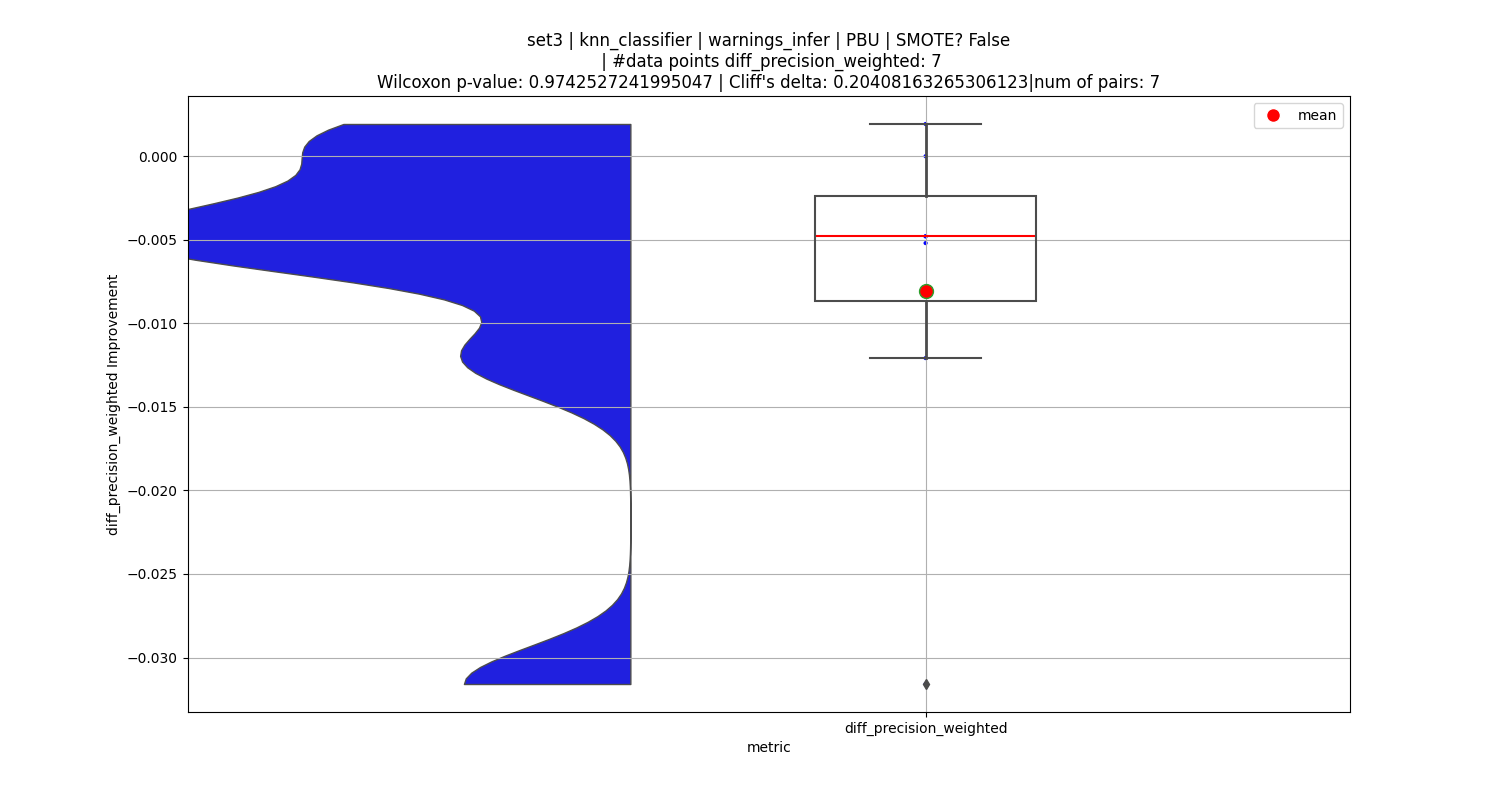 set3 | knn_classifier | warnings_infer | PBU | SMOTE? False
| #data points diff_precision_weighted: 7
Wilcoxon p-value: 0.9742527241995047 | Cliff's delta: 0.20408163265306123|num of pairs: 7
mean
0.000
−0.005
−0.010
−0.015
−0.020
−0.025
−0.030
diff_precision_weighted Improvement
diff_precision_weighted
metric